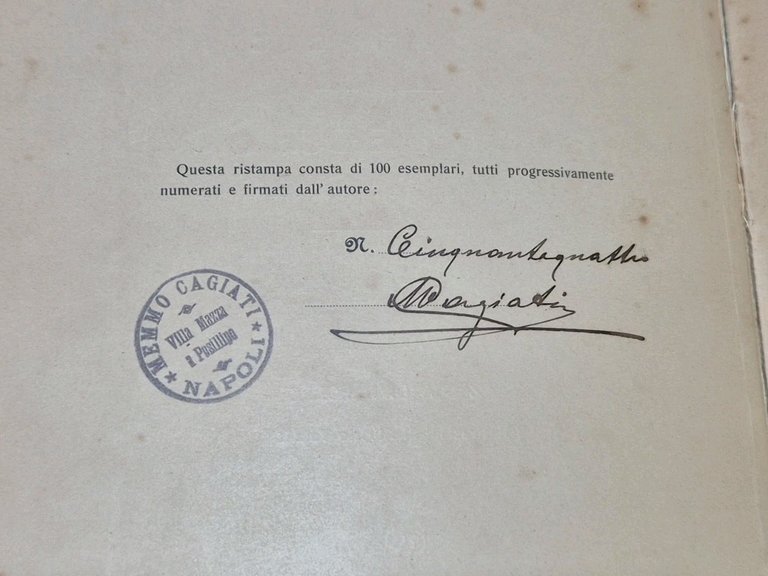 Questa ristampa consta di 100 esemplari, tutti progressivamente
numerati e firmati dall'autore:
N. Cinquantaquattro
MCagiati
MEMMO CAGIATI
Villa Mazza
a Posillipo
★ NAPOLI ★